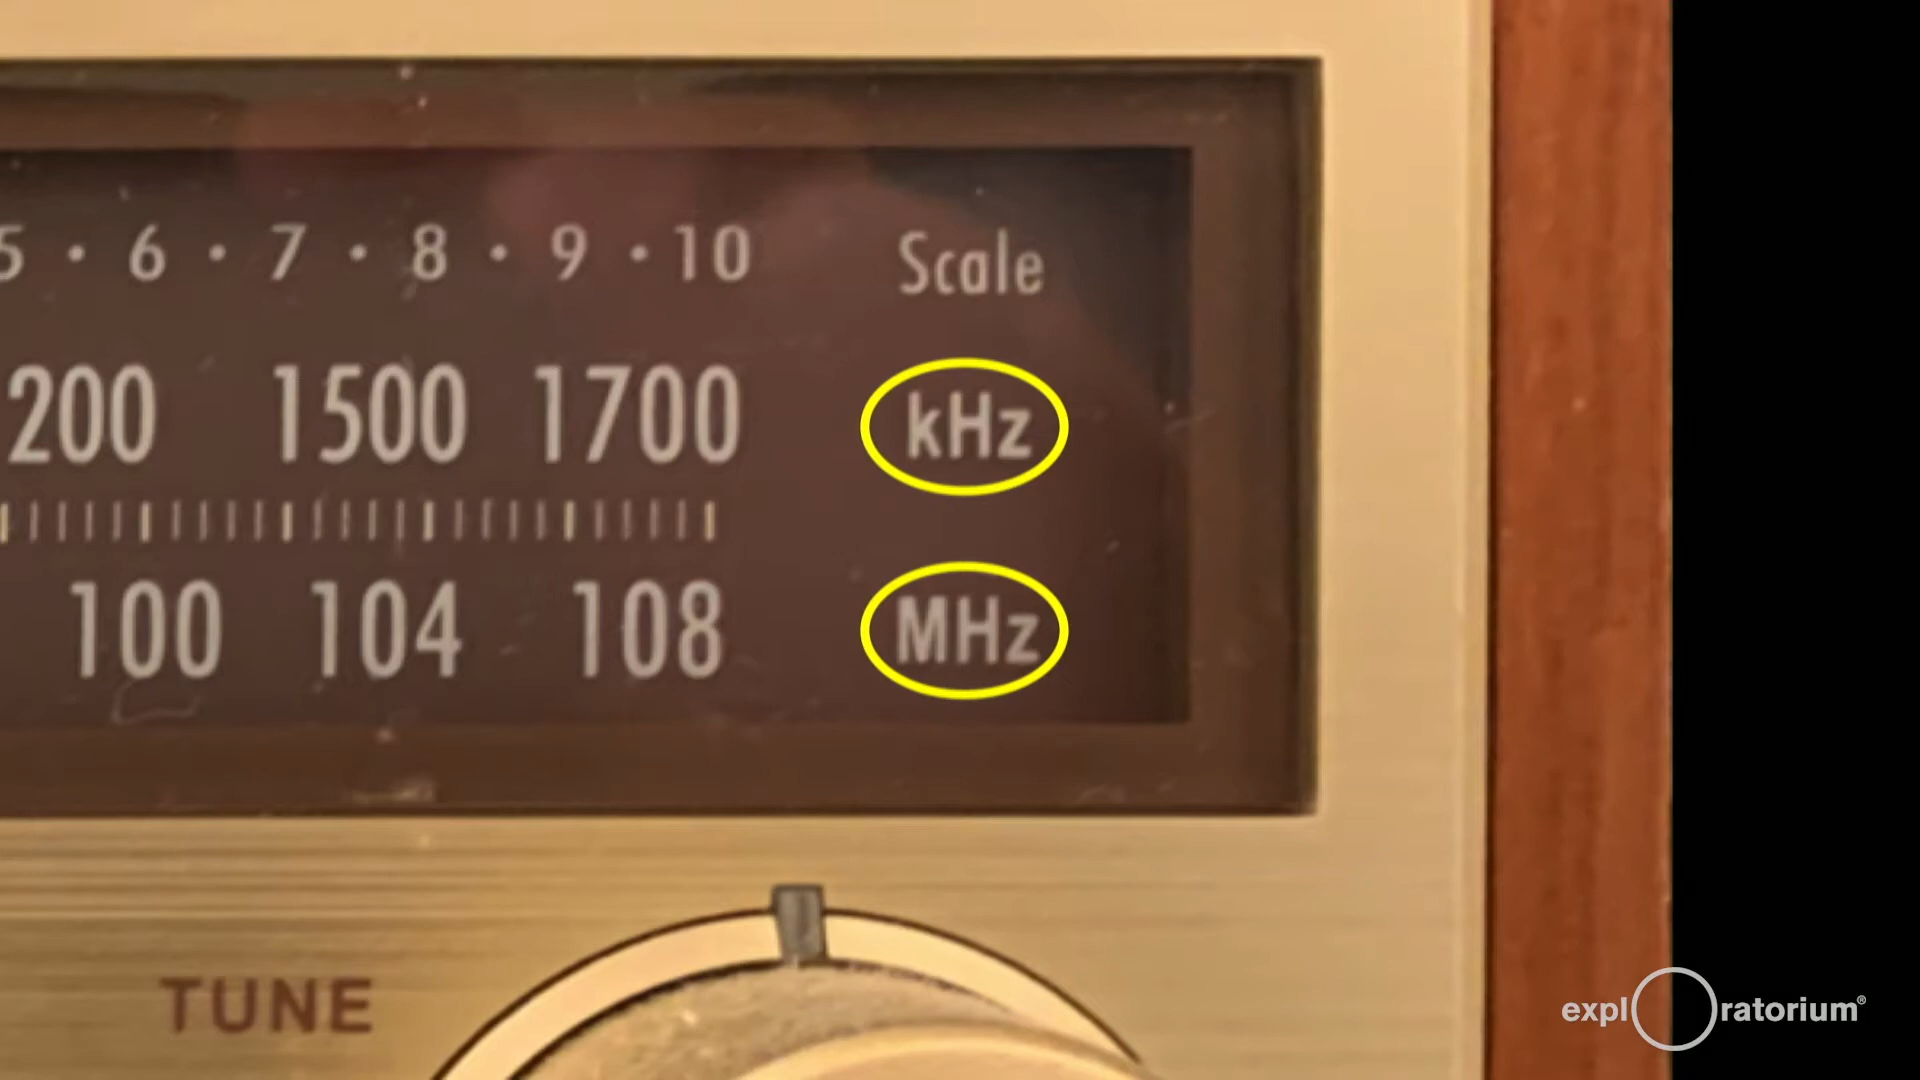 5 · 6 · 7 · 8 · 9 · 10 Scale
200 1500 1700 kHz
100 104 108 MHz
TUNE
exploratorium®